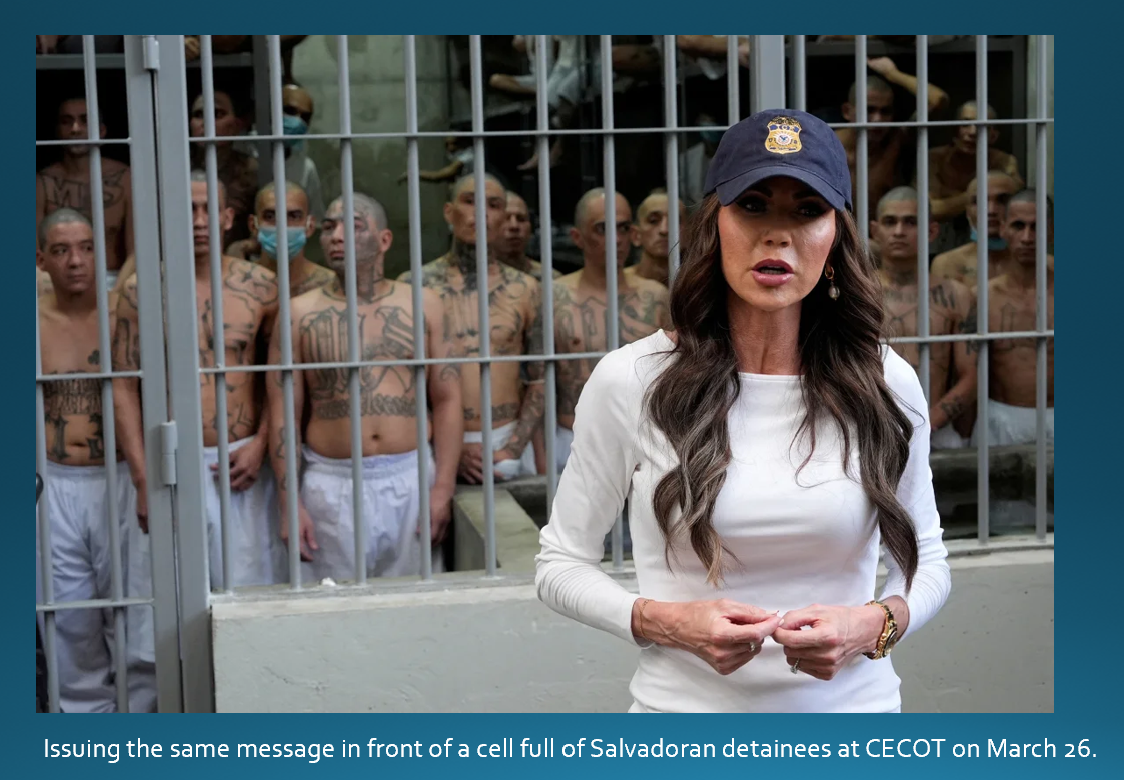 Issuing the same message in front of a cell full of Salvadoran detainees at CECOT on March 26.